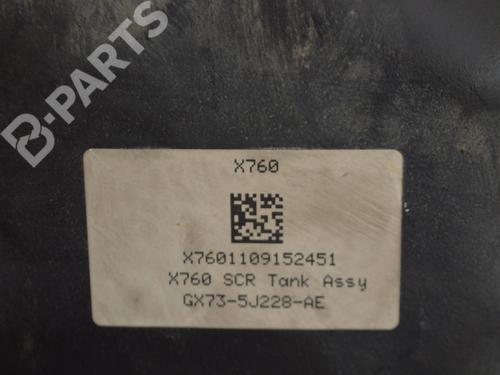 B-PARTS
X760
X7601109152451
X760 SCR Tank Assy
GX73-5J228-AE